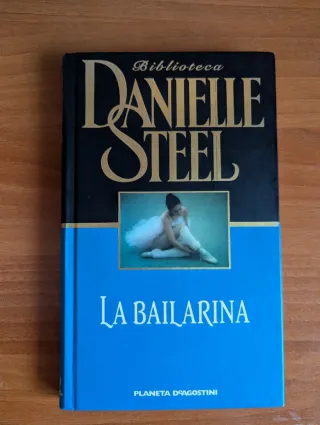 Biblioteca
DANIELLE
STEEL
LA BAILARINA
PLANETA DEAGOSTINI